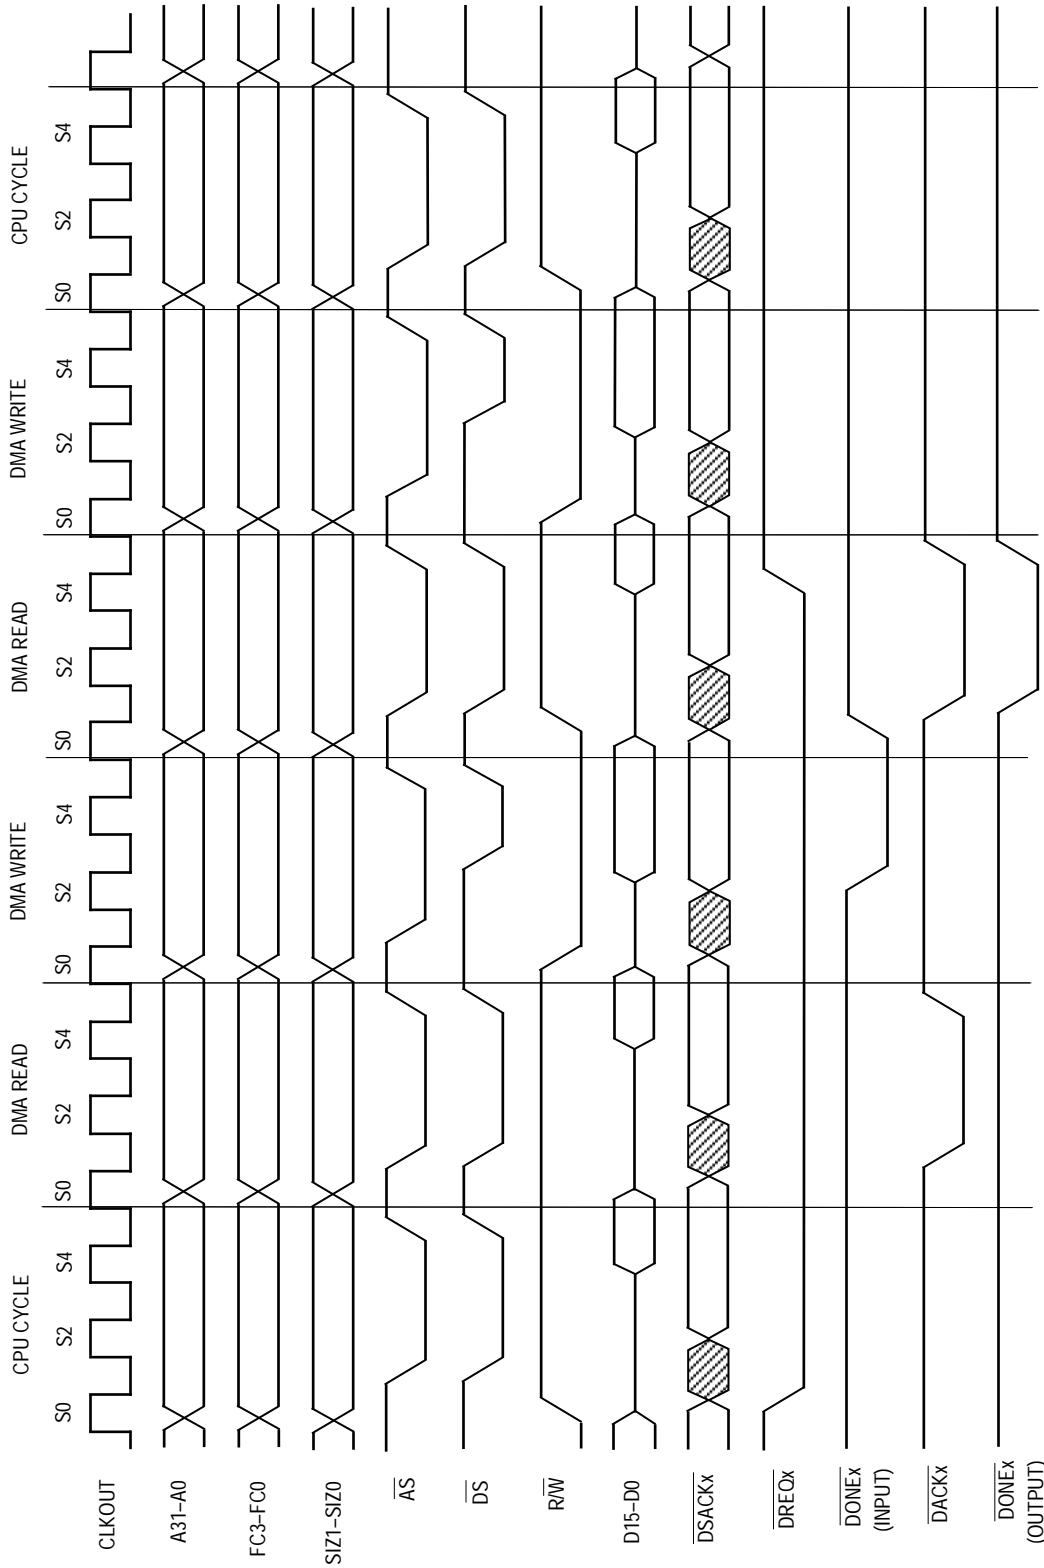 CPU CYCLE
DMA READ
DMA WRITE
DMA READ
DMA WRITE
CPU CYCLE
S0 S2 S4 S0 S2 S4 S0 S2 S4 S0 S2 S4 S0 S2 S4 S0 S2 S4
CLKOUT
A31–A0
FC3–FC0
SIZ1–SIZ0
AS
DS
R/W
D15–D0
DSACKx
DREQx
DONEx
(INPUT)
DACKx
DONEx
(OUTPUT)